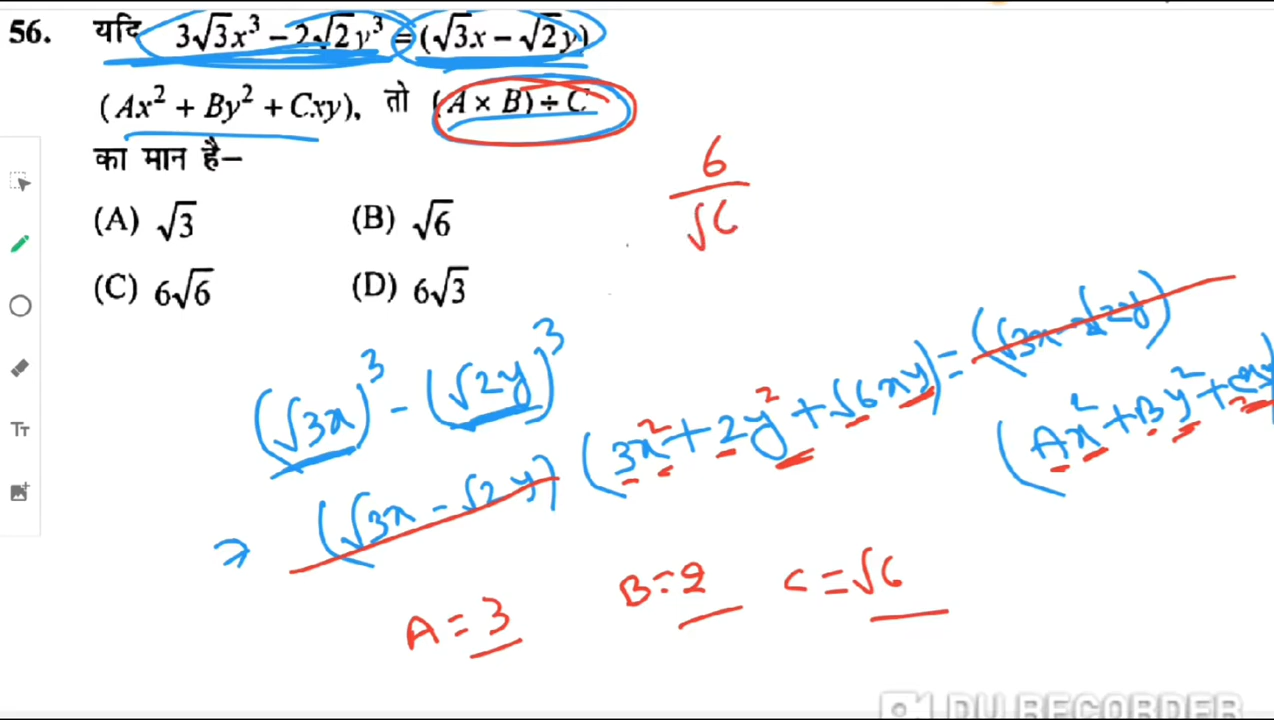 56. यदि 3√3x³ – 2√2y³ = (√3x – √2y)
(Ax² + By² + Cxy), तो (A × B) ÷ C
का मान है–
(A) √3 (B) √6
(C) 6√6 (D) 6√3
6
√6
(√3x)³ - (√2y)³
⇒ (√3x - √2y) (3x² + 2y² + √6xy) = (√3x - √2y)
(Ax² + By² + Cxy)
A = 3 B = 2 C = √6
Tт
DU RECORDER